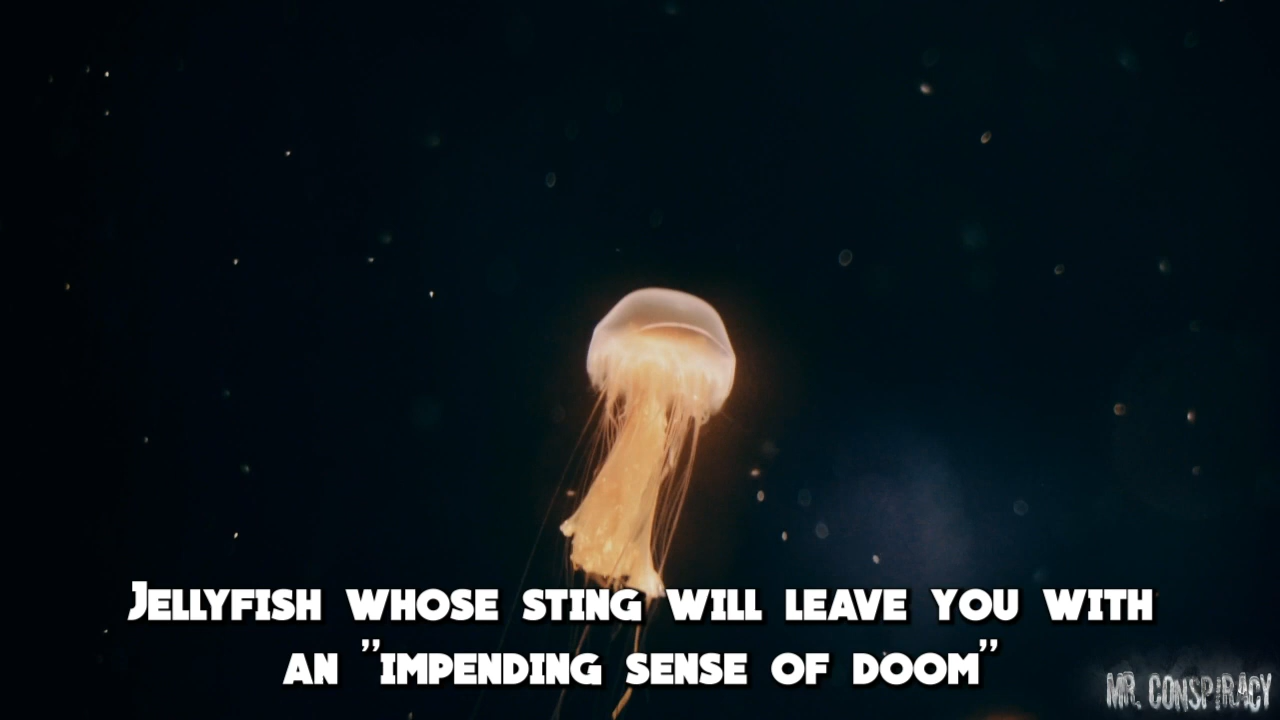 Jellyfish whose sting will leave you with
an "impending sense of doom"
Mr. Conspiracy